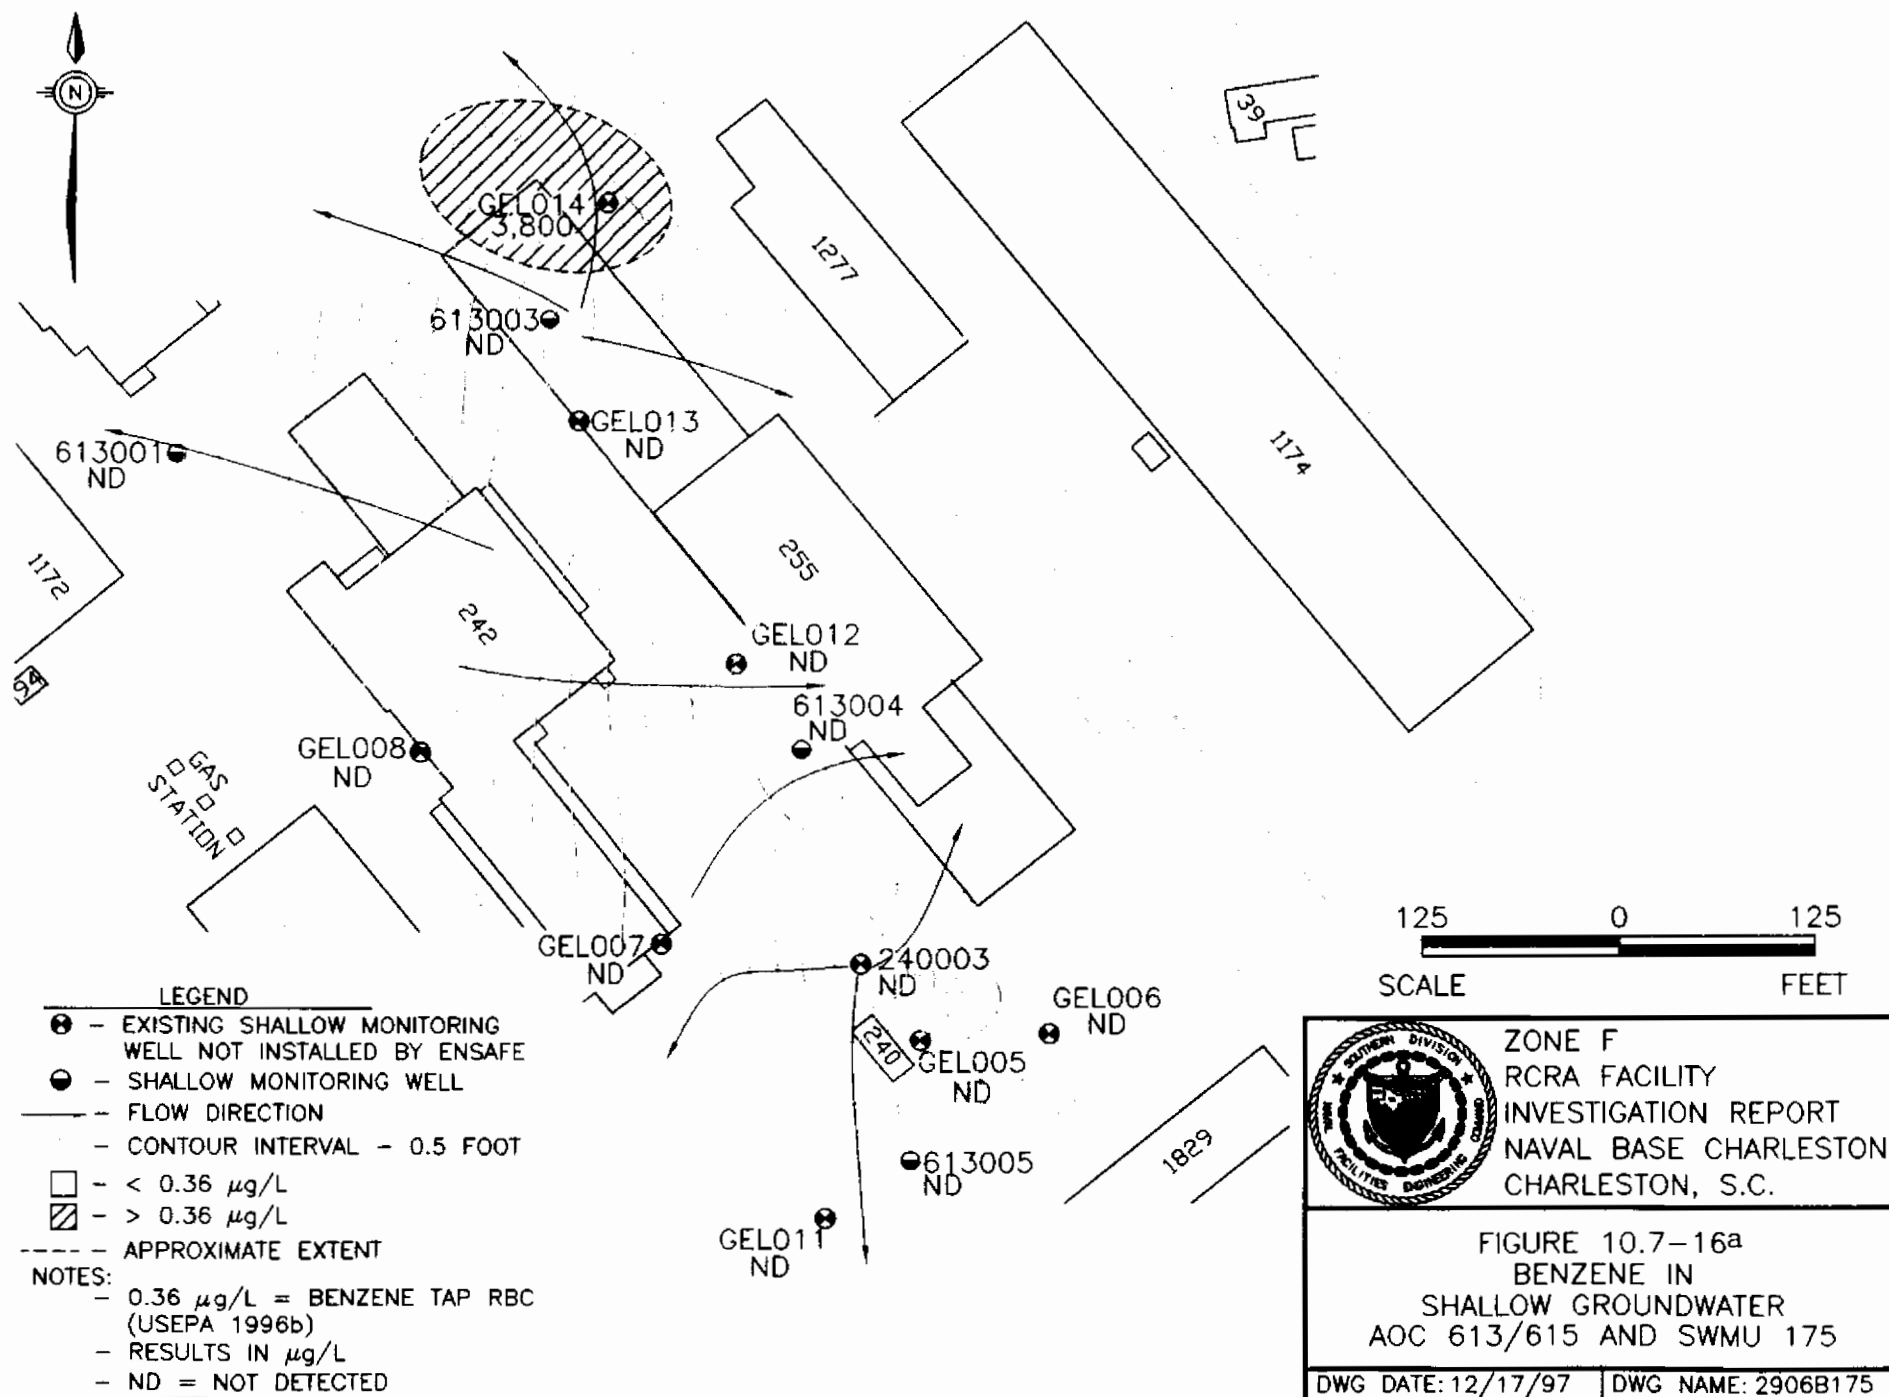 N
39
GEL014
3,800
1277
613003
ND
GEL013
ND
613001
ND
1174
1172
255
242
GEL012
ND
94
613004
ND
GEL008
ND
GAS
STATION
125 0 125
SCALE FEET
GEL007
ND
240003
ND
GEL006
ND
240
GEL005
ND
1829
613005
ND
GEL011
ND
LEGEND
– EXISTING SHALLOW MONITORING
WELL NOT INSTALLED BY ENSAFE
– SHALLOW MONITORING WELL
– FLOW DIRECTION
– CONTOUR INTERVAL – 0.5 FOOT
– < 0.36 µg/L
– > 0.36 µg/L
– APPROXIMATE EXTENT
NOTES:
– 0.36 µg/L = BENZENE TAP RBC
(USEPA 1996b)
– RESULTS IN µg/L
– ND = NOT DETECTED
SOUTHERN DIVISION
NAVAL FACILITIES ENGINEERING COMMAND
ZONE F
RCRA FACILITY
INVESTIGATION REPORT
NAVAL BASE CHARLESTON
CHARLESTON, S.C.
FIGURE 10.7–16a
BENZENE IN
SHALLOW GROUNDWATER
AOC 613/615 AND SWMU 175
DWG DATE: 12/17/97 DWG NAME: 2906B175